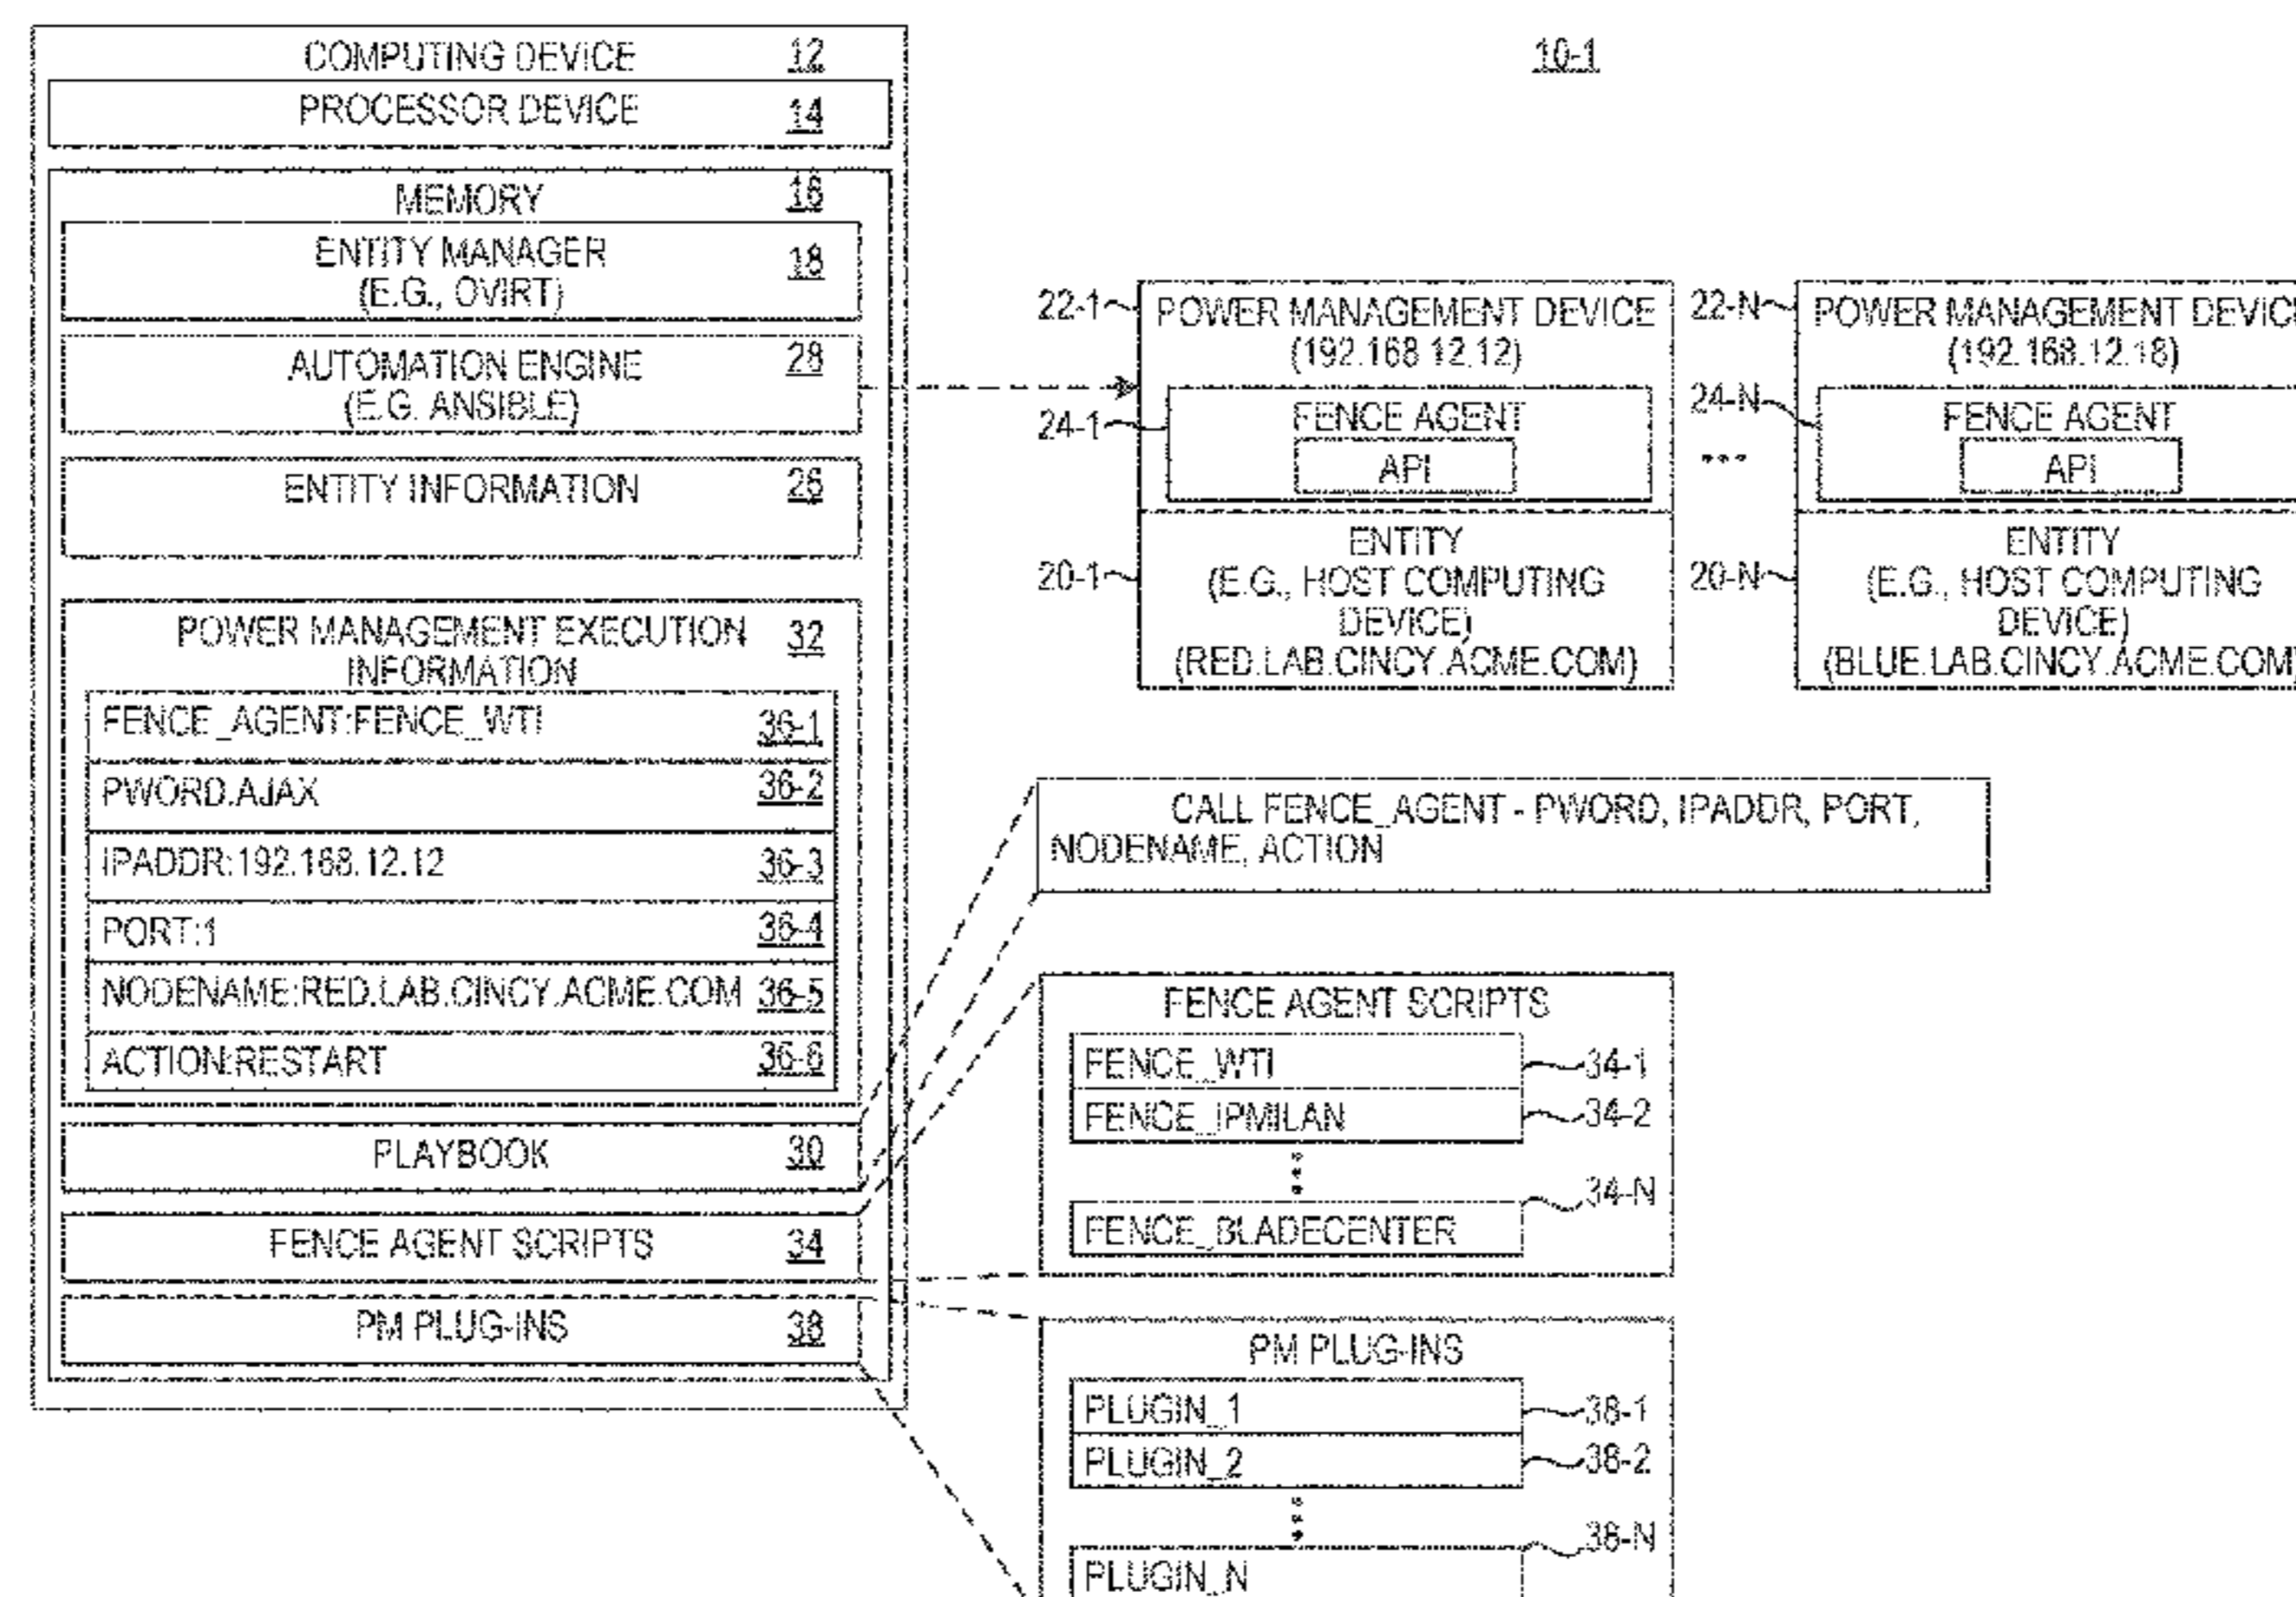 COMPUTING DEVICE 12
10-1
PROCESSOR DEVICE 14
MEMORY 16
ENTITY MANAGER 18
(E.G., OVIRT)
AUTOMATION ENGINE 28
(E.G. ANSIBLE)
ENTITY INFORMATION 26
POWER MANAGEMENT EXECUTION 32
INFORMATION
FENCE_AGENT:FENCE_WTI 36-1
PWORD.AJAX 36-2
IPADDR:192.168.12.12 36-3
PORT:1 36-4
NODENAME:RED.LAB.CINCY.ACME.COM 36-5
ACTION:RESTART 36-6
PLAYBOOK 30
FENCE AGENT SCRIPTS 34
PM PLUG-INS 38
22-1
POWER MANAGEMENT DEVICE
(192.168 12.12)
24-1
FENCE AGENT
API
20-1
ENTITY
(E.G., HOST COMPUTING
DEVICE)
(RED.LAB.CINCY.ACME.COM)
...
22-N
POWER MANAGEMENT DEVICE
(192.168.12.18)
24-N
FENCE AGENT
API
20-N
ENTITY
(E.G., HOST COMPUTING
DEVICE)
(BLUE.LAB.CINCY.ACME.COM)
CALL FENCE_AGENT - PWORD, IPADDR, PORT,
NODENAME, ACTION
FENCE AGENT SCRIPTS
FENCE_WTI 34-1
FENCE_IPMILAN 34-2
FENCE_BLADECENTER 34-N
PM PLUG-INS
PLUGIN_1 38-1
PLUGIN_2 38-2
PLUGIN_N 38-N